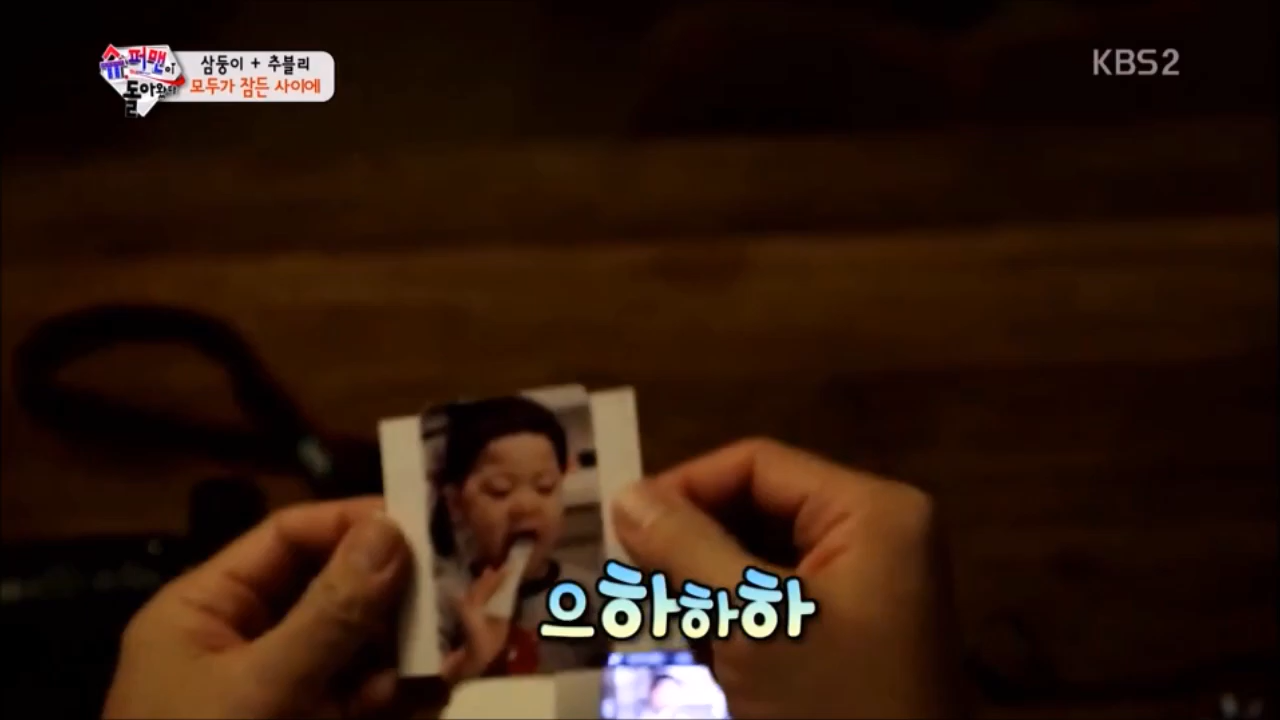 슈퍼맨이
돌아왔다
삼둥이 + 추블리
모두가 잠든 사이에
KBS2
으하하하